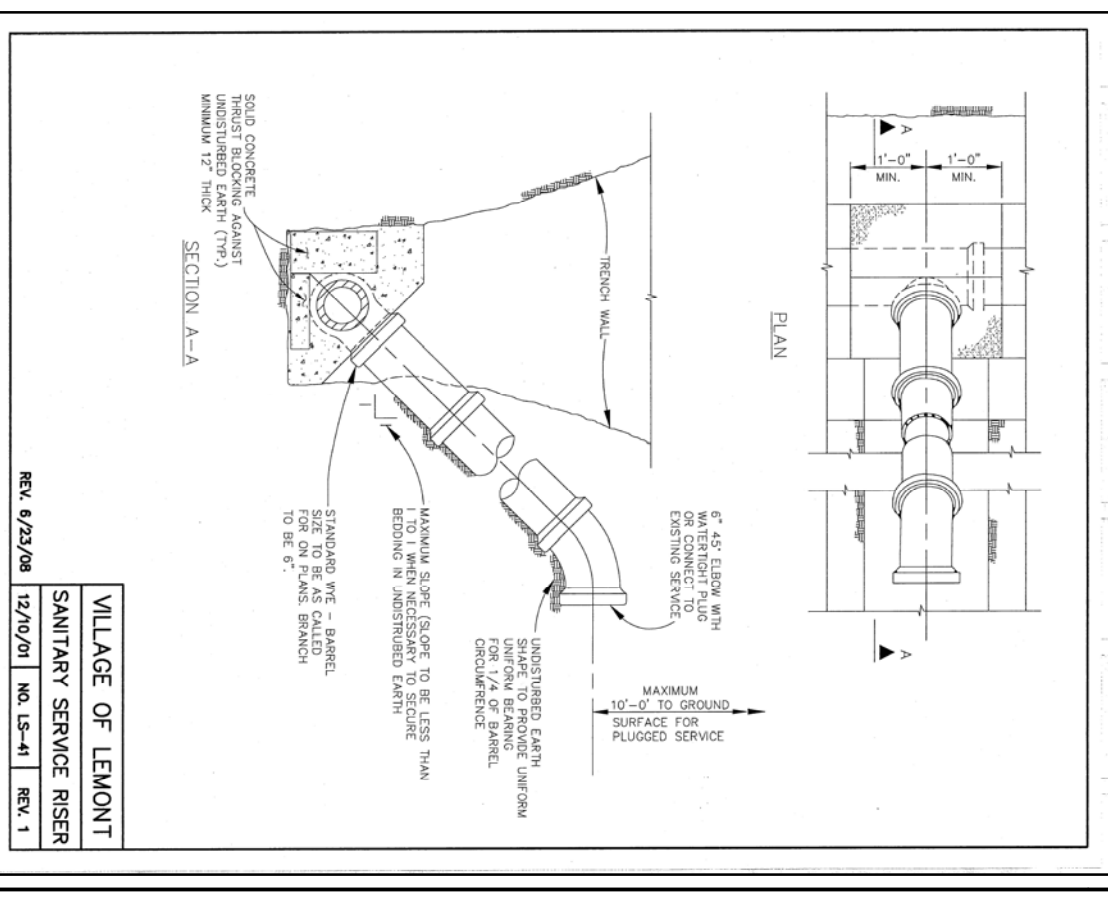 A
1'-0"
MIN.
1'-0"
MIN.
PLAN
A
TRENCH WALL
SOLID CONCRETE
THRUST BLOCKING AGAINST
UNDISTURBED EARTH (TYP.)
MINIMUM 12" THICK
SECTION A-A
6" 45° ELBOW WITH
WATERTIGHT PLUG
OR CONNECT TO
EXISTING SERVICE
MAXIMUM
10'-0' TO GROUND
SURFACE FOR
PLUGGED SERVICE
UNDISTURBED EARTH
SHAPE TO PROVIDE UNIFORM
UNIFORM BEARING
FOR 1/4 OF BARREL
CIRCUMFRENCE
1
1
MAXIMUM SLOPE (SLOPE TO BE LESS THAN
1 TO 1 WHEN NECESSARY TO SECURE
BEDDING IN UNDISTRUBED EARTH
STANDARD WYE - BARREL
SIZE TO BE AS CALLED
FOR ON PLANS. BRANCH
TO BE 6".
VILLAGE OF LEMONT
SANITARY SERVICE RISER
REV. 6/23/08
12/10/01 NO. LS-41 REV. 1